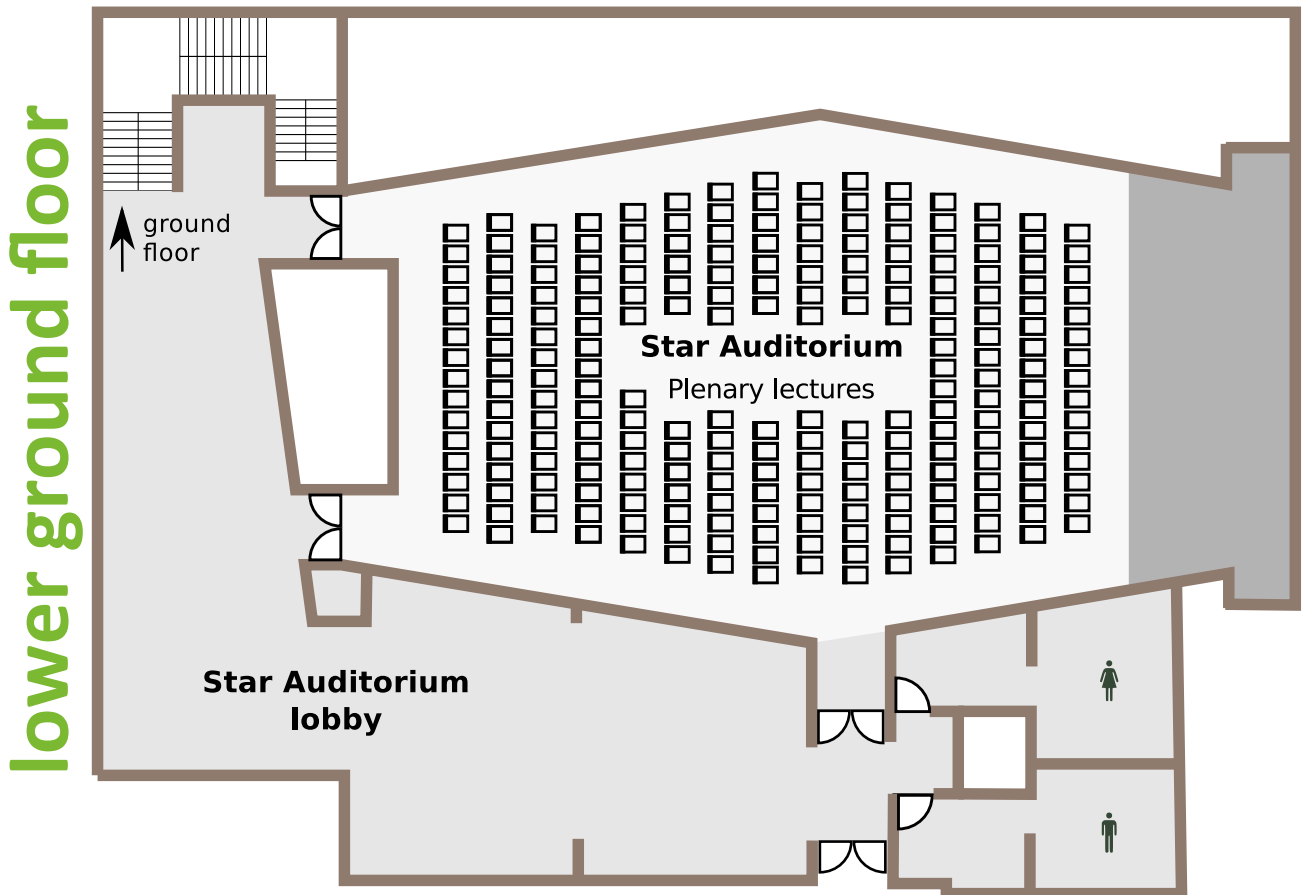 lower ground floor
ground
floor
Star Auditorium
Plenary lectures
Star Auditorium
lobby